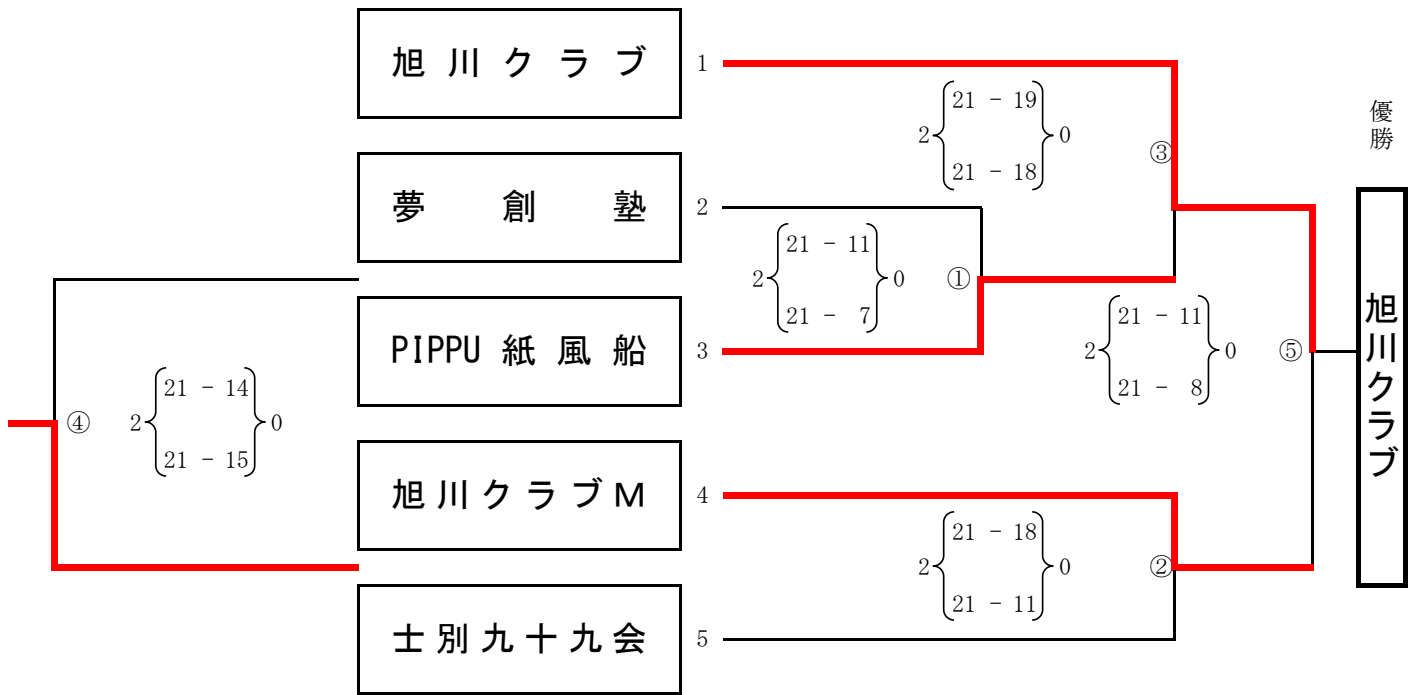 旭川クラブ 1
21 - 19
2 0
21 - 18
③
優勝
夢創塾 2
21 - 11
2 0
21 - 7
①
PIPPU紙風船 3
21 - 11
2 0
21 - 8
⑤
旭川クラブ
21 - 14
④ 2 0
21 - 15
旭川クラブM 4
21 - 18
2 0
21 - 11
②
士別九十九会 5